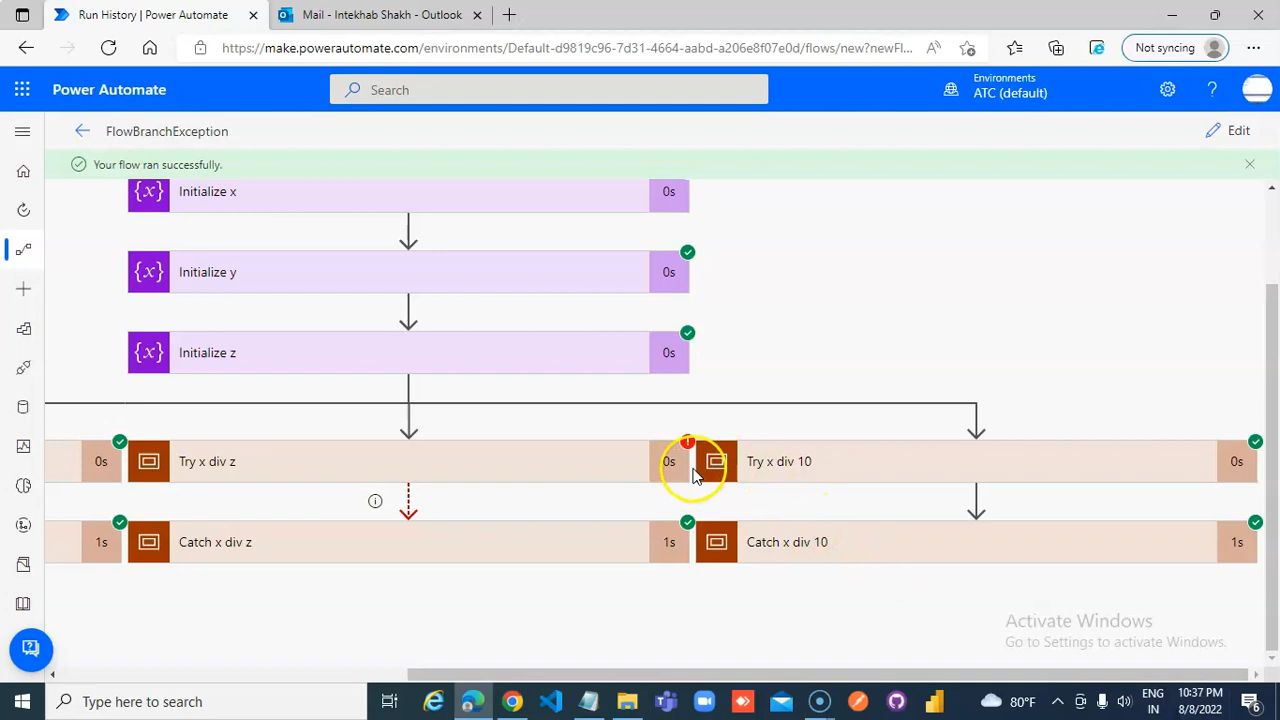 Run History | Power Automate
Mail - Intekhab Shakh - Outlook
https://make.powerautomate.com/environments/Default-d9819c96-7d31-4664-aabd-a206e8f07e0d/flows/new?newFl...
Not syncing
Power Automate
Search
Environments
ATC (default)
FlowBranchException
Edit
Your flow ran successfully.
Initialize x
0s
Initialize y
0s
Initialize z
0s
0s
Try x div z
0s
Try x div 10
0s
1s
Catch x div z
1s
Catch x div 10
1s
Activate Windows
Go to Settings to activate Windows.
Type here to search
80°F
ENG
IN
10:37 PM
8/8/2022
6